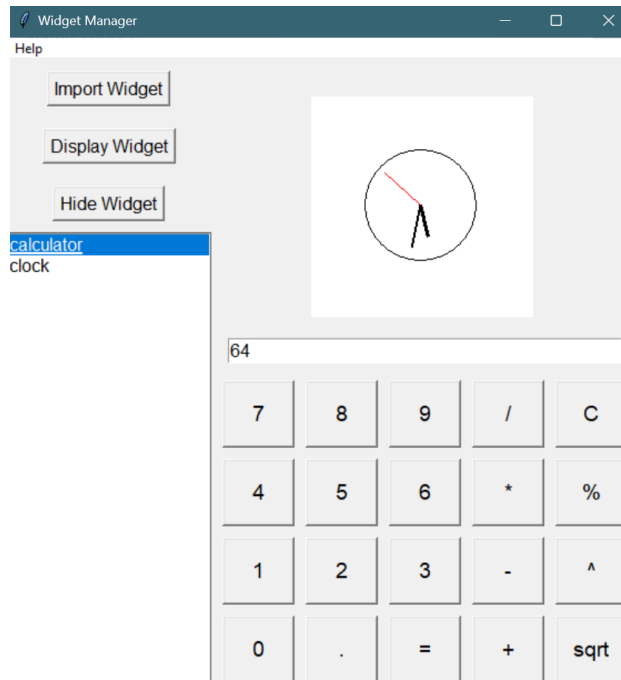 Widget Manager
Help
Import Widget
Display Widget
Hide Widget
calculator
clock
64
7 8 9 / C
4 5 6 * %
1 2 3 - ^
0 . = + sqrt